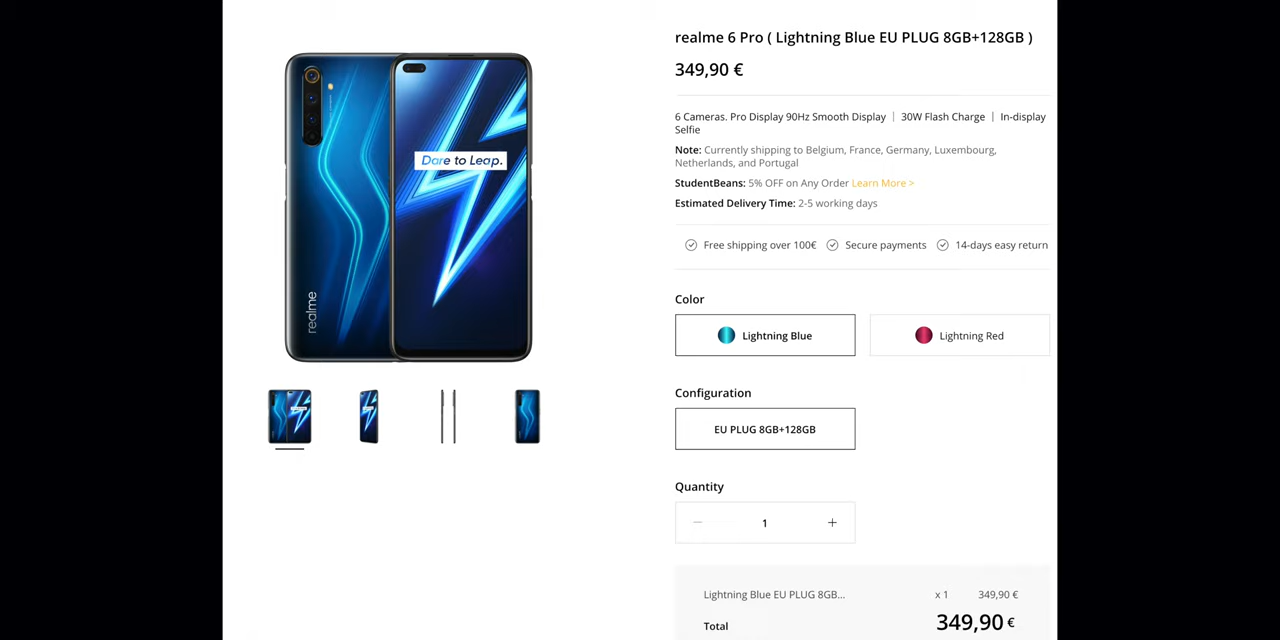 realme 6 Pro ( Lightning Blue EU PLUG 8GB+128GB )
349,90 €
6 Cameras. Pro Display 90Hz Smooth Display | 30W Flash Charge | In-display
Selfie
Note: Currently shipping to Belgium, France, Germany, Luxembourg,
Netherlands, and Portugal
StudentBeans: 5% OFF on Any Order Learn More >
Estimated Delivery Time: 2-5 working days
Free shipping over 100€ Secure payments 14-days easy return
Dare to Leap.
realme
Color
Lightning Blue Lightning Red
Configuration
EU PLUG 8GB+128GB
Quantity
— 1 +
Lightning Blue EU PLUG 8GB... x 1 349,90 €
Total 349,90 €